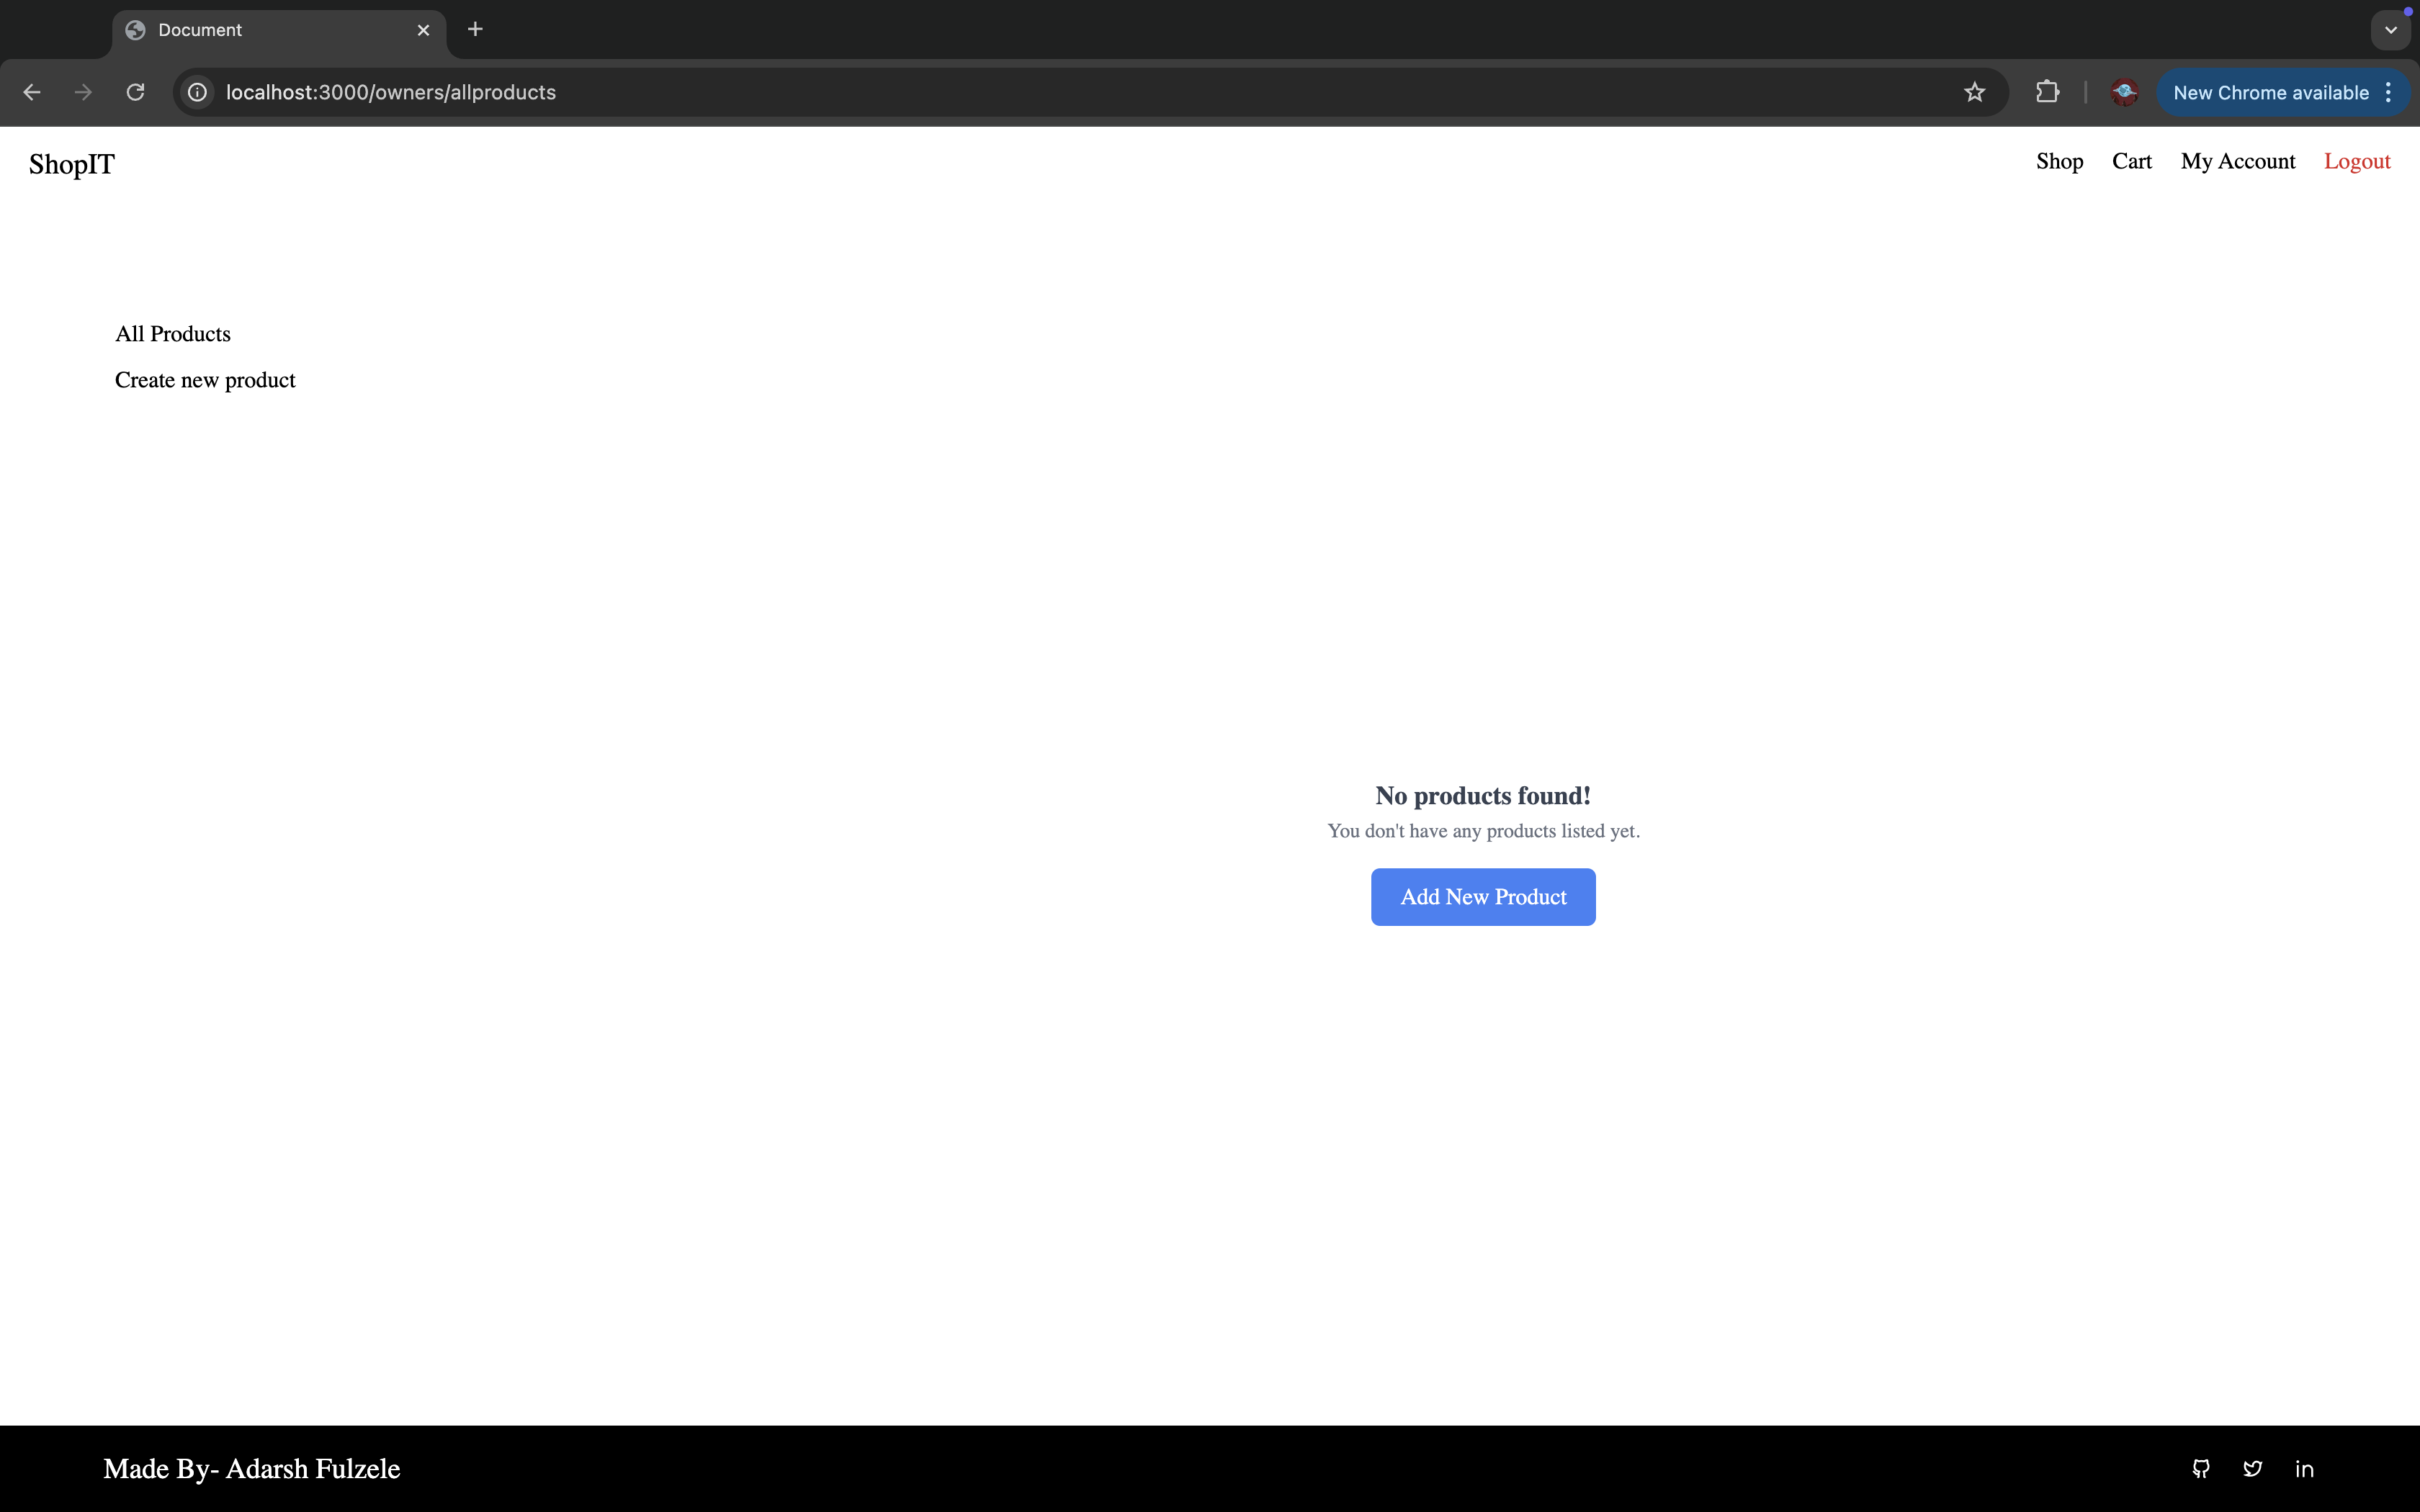 Document
localhost:3000/owners/allproducts
New Chrome available
ShopIT
Shop Cart My Account Logout
All Products
Create new product
No products found!
You don't have any products listed yet.
Add New Product
Made By- Adarsh Fulzele
in